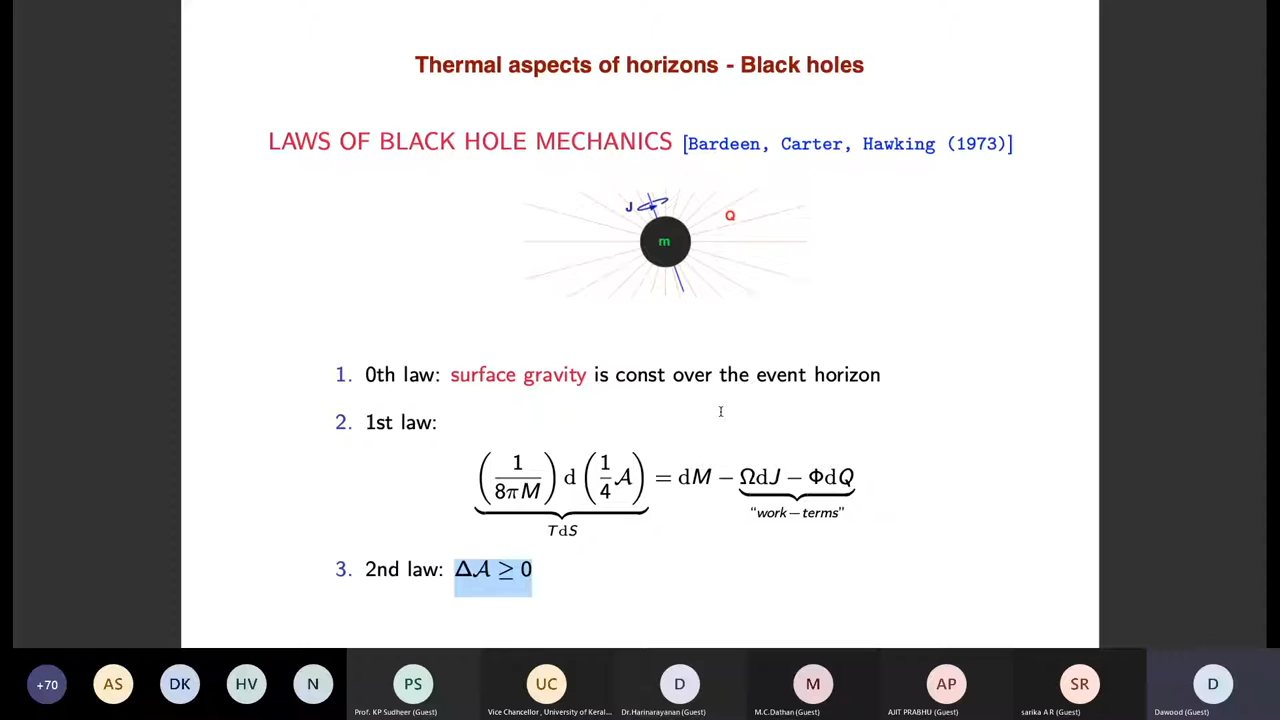 Thermal aspects of horizons - Black holes
LAWS OF BLACK HOLE MECHANICS [Bardeen, Carter, Hawking (1973)]
J
Q
m
1. 0th law: surface gravity is const over the event horizon
2. 1st law:
(1/8πM) d (1/4 𝒜) = dM − ΩdJ − ΦdQ
TdS
“work−terms”
3. 2nd law: Δ𝒜 ≥ 0
+70
AS
DK
HV
N
PS
UC
D
M
AP
SR
D
Prof. KP Sudheer (Guest)
Vice Chancellor , University of Keral...
Dr.Harinarayanan (Guest)
M.C.Dathan (Guest)
AJIT PRABHU (Guest)
sarika A R (Guest)
Dawood (Guest)